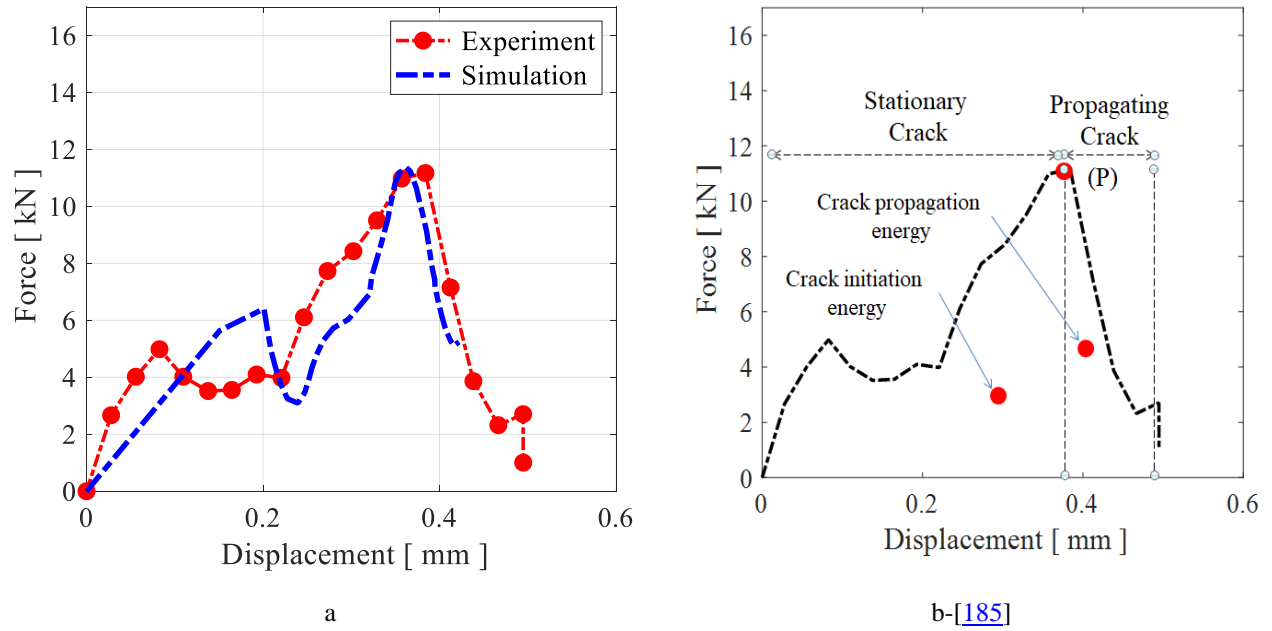 16
14
12
10
8
6
4
2
0
Force [ kN ]
Experiment
Simulation
0
0.2
0.4
0.6
Displacement [ mm ]
a
16
14
12
10
8
6
4
2
0
Force [ kN ]
Stationary
Crack
Propagating
Crack
(P)
Crack propagation
energy
Crack initiation
energy
0
0.2
0.4
0.6
Displacement [ mm ]
b-[185]